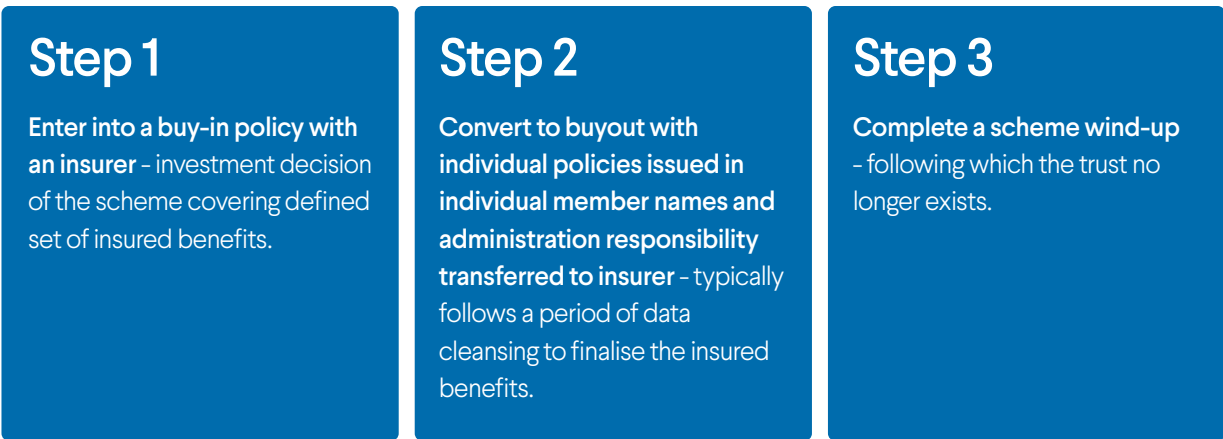 Step 1
Enter into a buy-in policy with
an insurer - investment decision
of the scheme covering defined
set of insured benefits.
Step 2
Convert to buyout with
individual policies issued in
individual member names and
administration responsibility
transferred to insurer - typically
follows a period of data
cleansing to finalise the insured
benefits.
Step 3
Complete a scheme wind-up
- following which the trust no
longer exists.